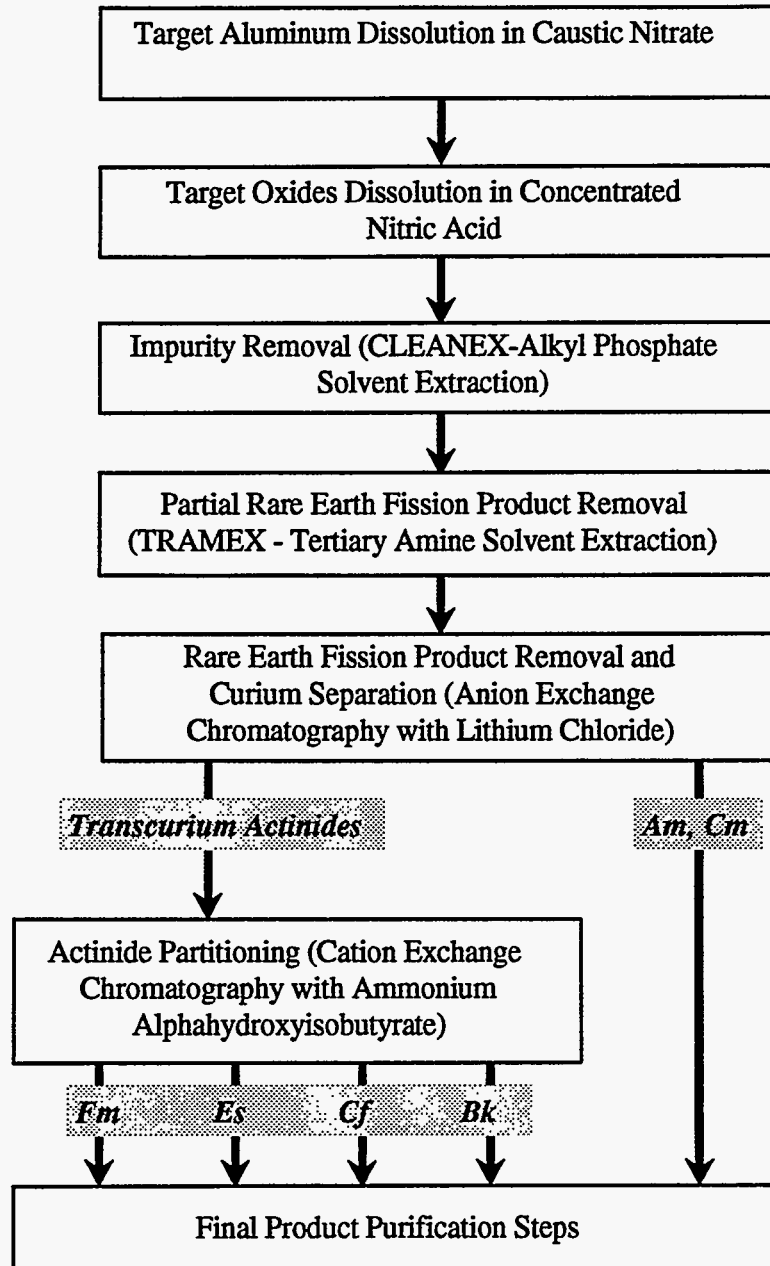 Target Aluminum Dissolution in Caustic Nitrate
Target Oxides Dissolution in Concentrated
Nitric Acid
Impurity Removal (CLEANEX-Alkyl Phosphate
Solvent Extraction)
Partial Rare Earth Fission Product Removal
(TRAMEX - Tertiary Amine Solvent Extraction)
Rare Earth Fission Product Removal and
Curium Separation (Anion Exchange
Chromatography with Lithium Chloride)
Transcurium Actinides
Am, Cm
Actinide Partitioning (Cation Exchange
Chromatography with Ammonium
Alphahydroxyisobutyrate)
Fm Es Cf Bk
Final Product Purification Steps